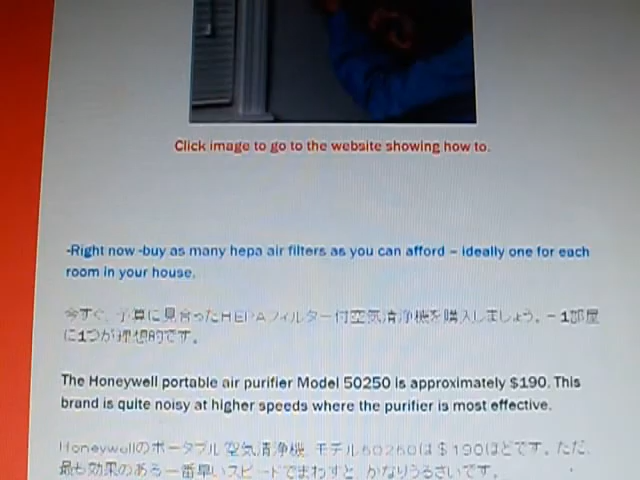 Click image to go to the website showing how to.
-Right now -buy as many hepa air filters as you can afford – ideally one for each
room in your house.
今すぐ、予算に見合ったHEPAフィルター付空気清浄機を購入しましょう。– 1部屋
に1つが理想的です。
The Honeywell portable air purifier Model 50250 is approximately $190. This
brand is quite noisy at higher speeds where the purifier is most effective.
Honeywellのポータブル空気清浄機、モデル50250は$190ほどです。ただ、
最も効果のある一番早いスピードでまわすと、かなりうるさいです。